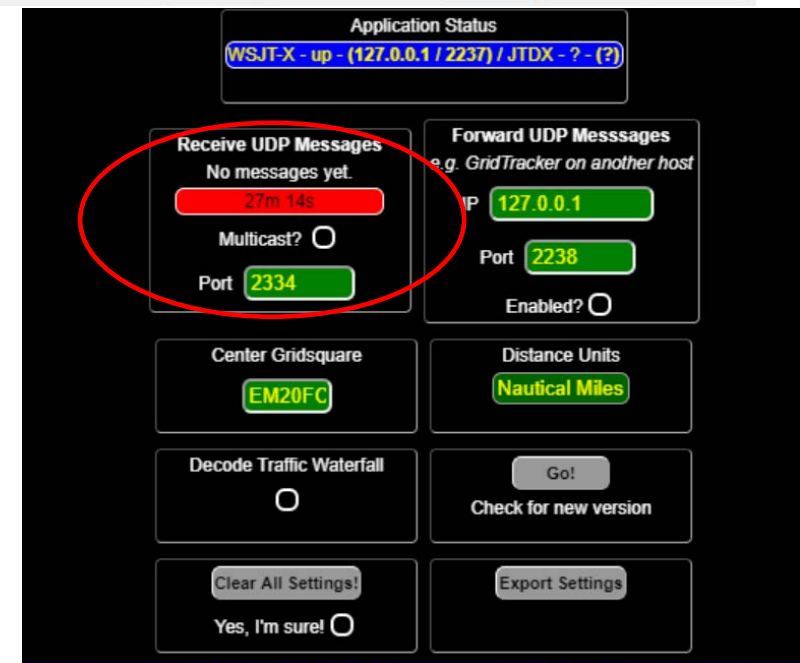 Application Status
WSJT-X - up - (127.0.0.1 / 2237) / JTDX - ? - (?)
Receive UDP Messages
No messages yet.
27m 14s
Multicast?
Port 2334
Forward UDP Messsages
e.g. GridTracker on another host
IP 127.0.0.1
Port 2238
Enabled?
Center Gridsquare
EM20FC
Distance Units
Nautical Miles
Decode Traffic Waterfall
Go!
Check for new version
Clear All Settings!
Yes, I'm sure!
Export Settings